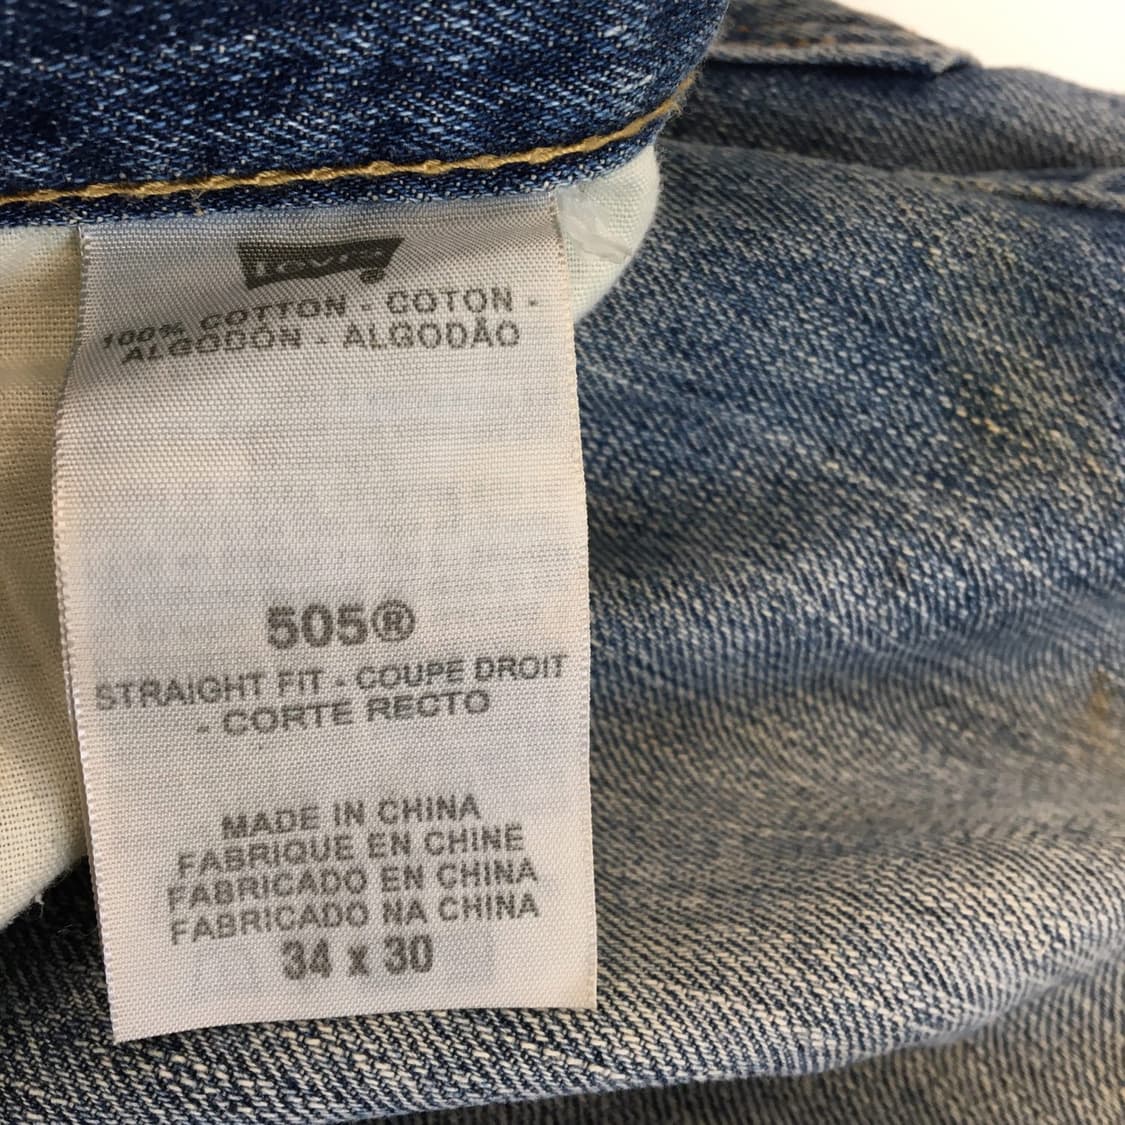 Levi's®
100% COTTON - COTON -
ALGODÓN - ALGODÃO
505®
STRAIGHT FIT - COUPE DROIT
- CORTE RECTO
MADE IN CHINA
FABRIQUE EN CHINE
FABRICADO EN CHINA
FABRICADO NA CHINA
34 x 30